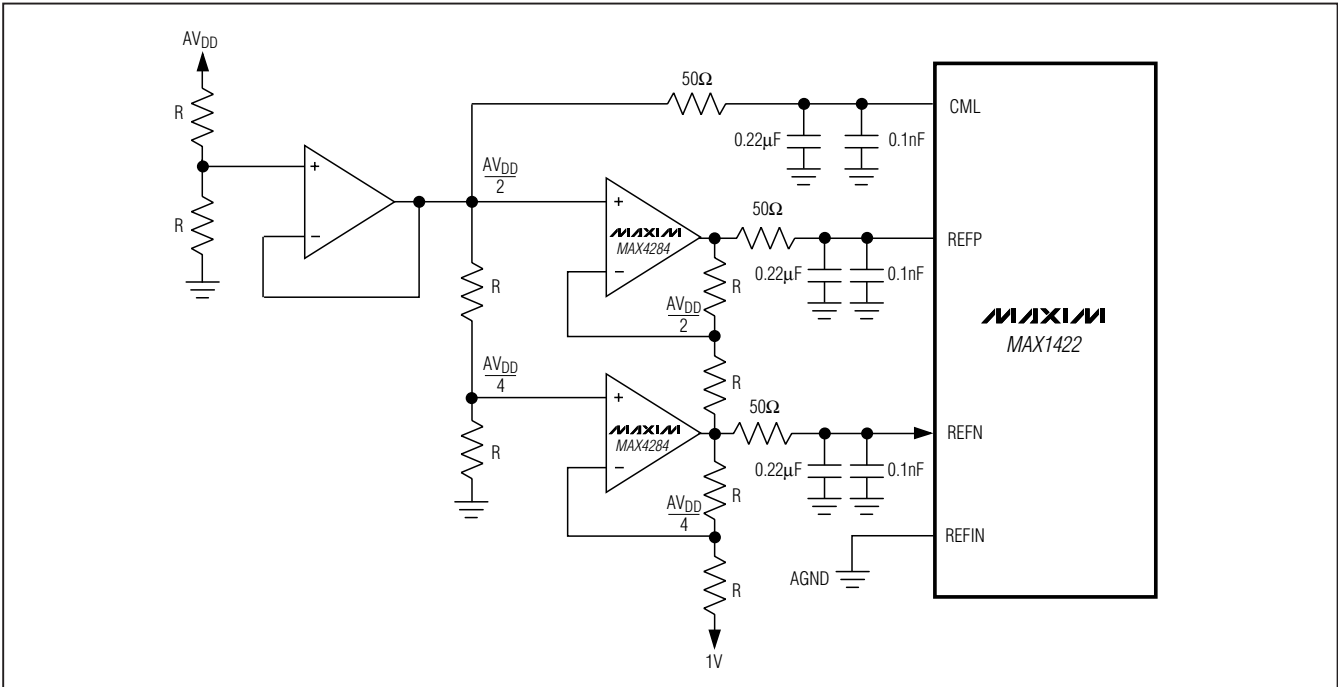 AVDD
R
R
+
−
AVDD
2
R
AVDD
4
R
50Ω
0.22µF
0.1nF
CML
+
MAXIM
MAX4284
−
50Ω
R
AVDD
2
0.22µF
0.1nF
REFP
R
+
MAXIM
MAX4284
−
50Ω
R
AVDD
4
0.22µF
0.1nF
REFN
R
1V
AGND
REFIN
MAXIM
MAX1422